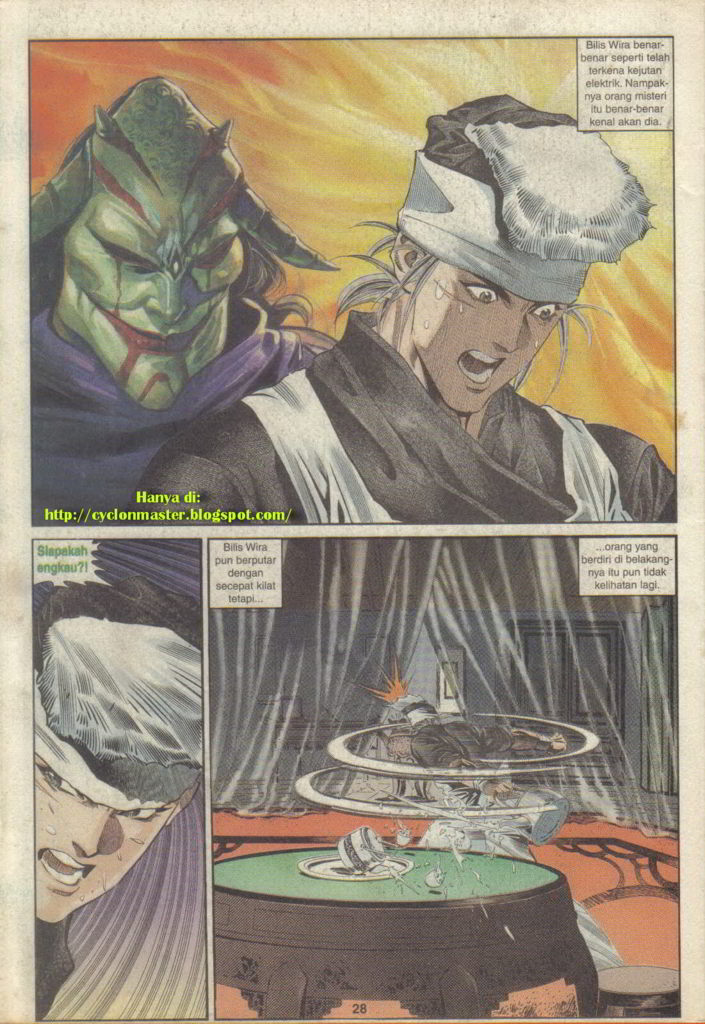 Bilis Wira benar-
benar seperti telah
terkena kejutan
elektrik. Nampak-
nya orang misteri
itu benar-benar
kenal akan dia.
Hanya di:
http://cyclonmaster.blogspot.com/
Siapakah
engkau?!
Bilis Wira
pun berputar
dengan
secepat kilat
tetapi...
...orang yang
berdiri di belakang-
nya itu pun tidak
kelihatan lagi.
28